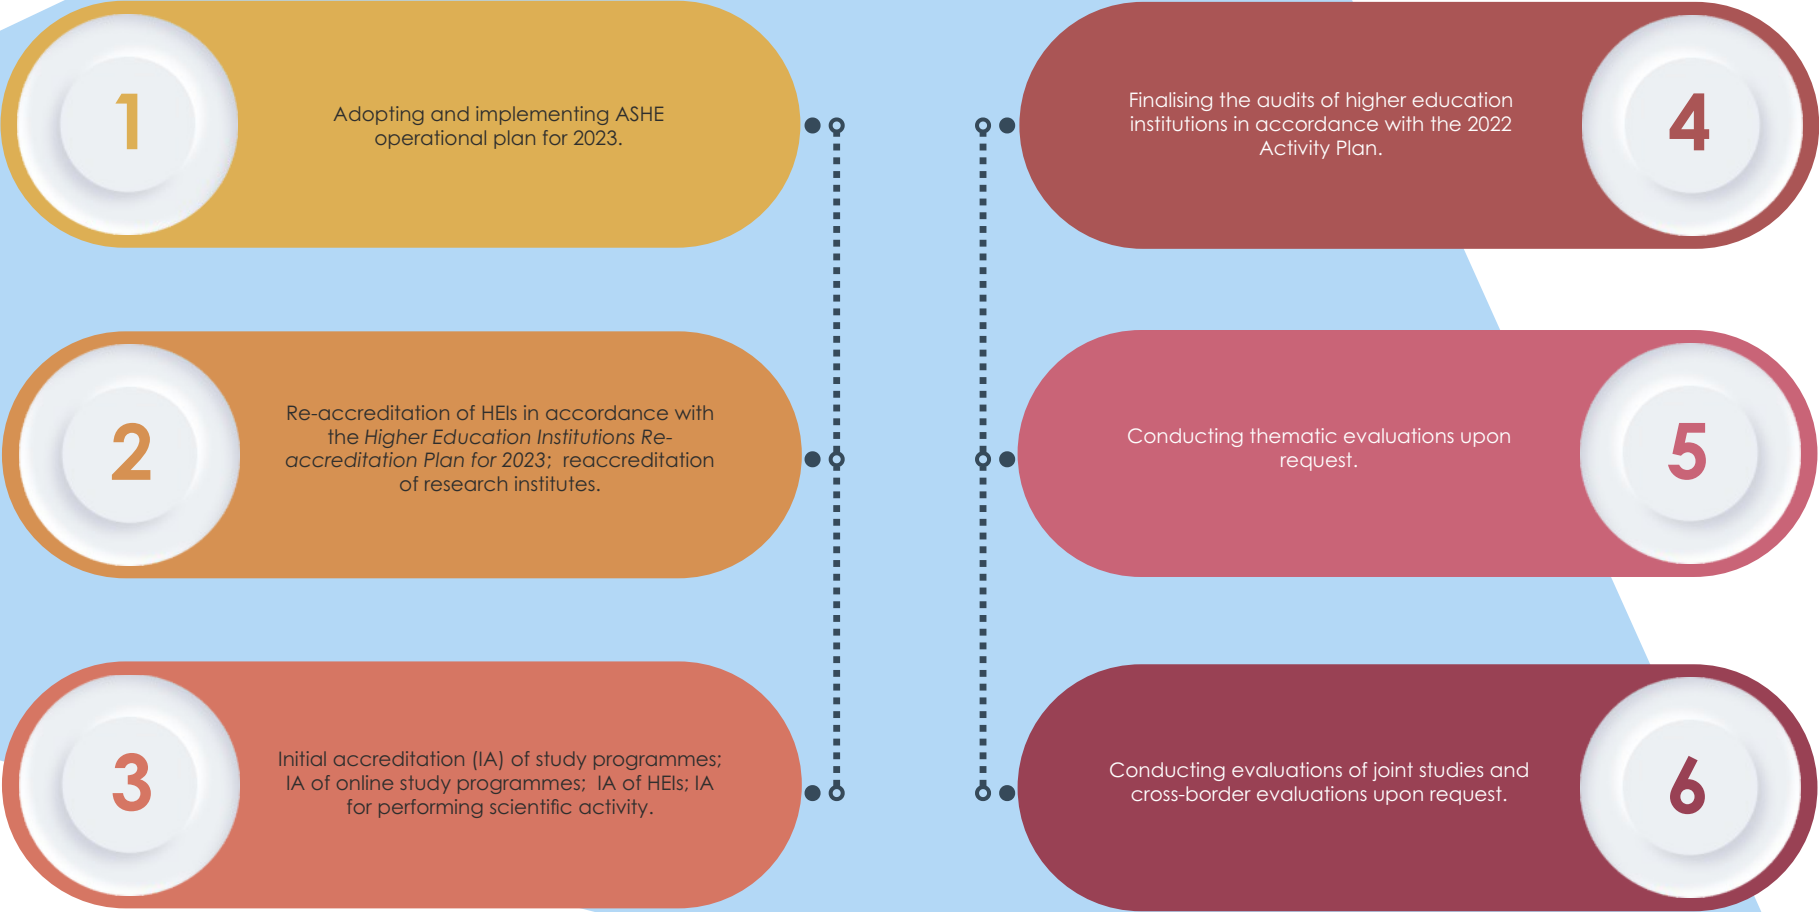 1
Adopting and implementing ASHE
operational plan for 2023.
2
Re-accreditation of HEIs in accordance with
the Higher Education Institutions Re-
accreditation Plan for 2023;  reaccreditation
of research institutes.
3
Initial accreditation (IA) of study programmes;
IA of online study programmes;  IA of HEIs; IA
for performing scientific activity.
4
Finalising the audits of higher education
institutions in accordance with the 2022
Activity Plan.
5
Conducting thematic evaluations upon
request.
6
Conducting evaluations of joint studies and
cross-border evaluations upon request.